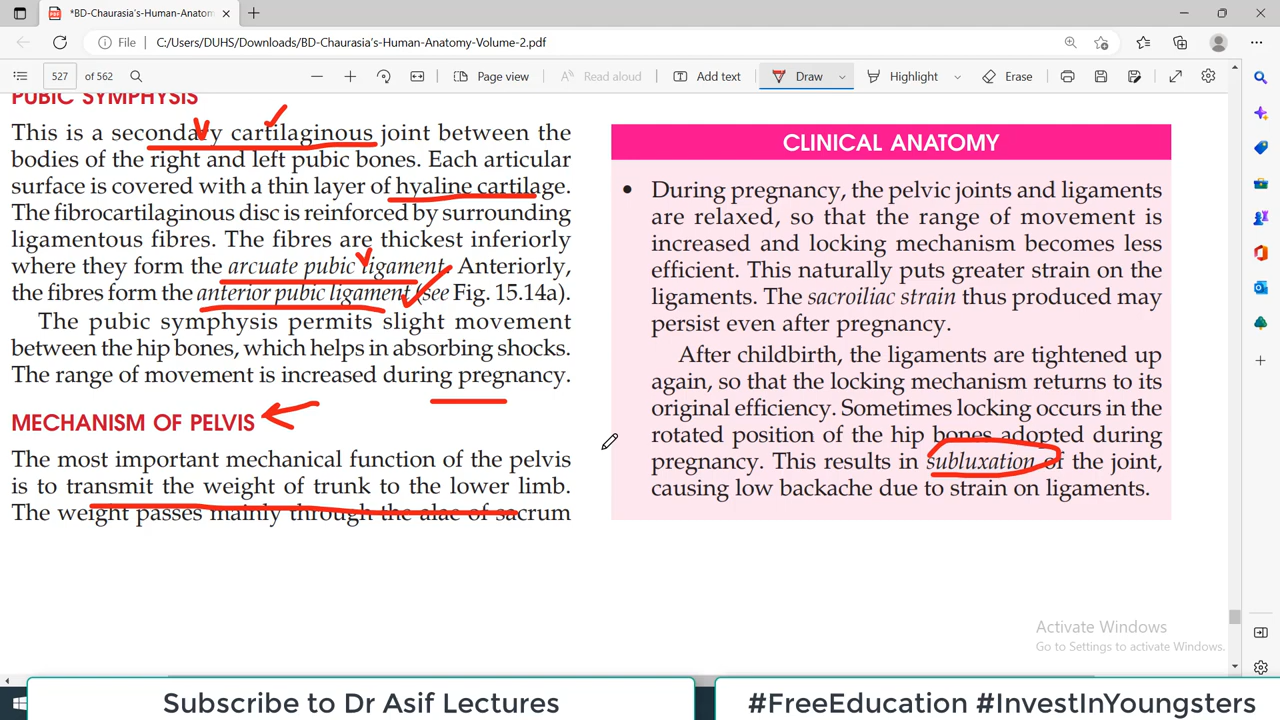 *BD-Chaurasia's-Human-Anatom
File
C:/Users/DUHS/Downloads/BD-Chaurasia's-Human-Anatomy-Volume-2.pdf
527 of 562
Page view
Read aloud
Add text
Draw
Highlight
Erase
PUBIC SYMPHYSIS
This is a secondary cartilaginous joint between the
bodies of the right and left pubic bones. Each articular
surface is covered with a thin layer of hyaline cartilage.
The fibrocartilaginous disc is reinforced by surrounding
ligamentous fibres. The fibres are thickest inferiorly
where they form the arcuate pubic ligament. Anteriorly,
the fibres form the anterior pubic ligament (see Fig. 15.14a).
The pubic symphysis permits slight movement
between the hip bones, which helps in absorbing shocks.
The range of movement is increased during pregnancy.
MECHANISM OF PELVIS
The most important mechanical function of the pelvis
is to transmit the weight of trunk to the lower limb.
The weight passes mainly through the alae of sacrum
CLINICAL ANATOMY
• During pregnancy, the pelvic joints and ligaments
are relaxed, so that the range of movement is
increased and locking mechanism becomes less
efficient. This naturally puts greater strain on the
ligaments. The sacroiliac strain thus produced may
persist even after pregnancy.
After childbirth, the ligaments are tightened up
again, so that the locking mechanism returns to its
original efficiency. Sometimes locking occurs in the
rotated position of the hip bones adopted during
pregnancy. This results in subluxation of the joint,
causing low backache due to strain on ligaments.
Activate Windows
Go to Settings to activate Windows.
Subscribe to Dr Asif Lectures
#FreeEducation #InvestInYoungsters